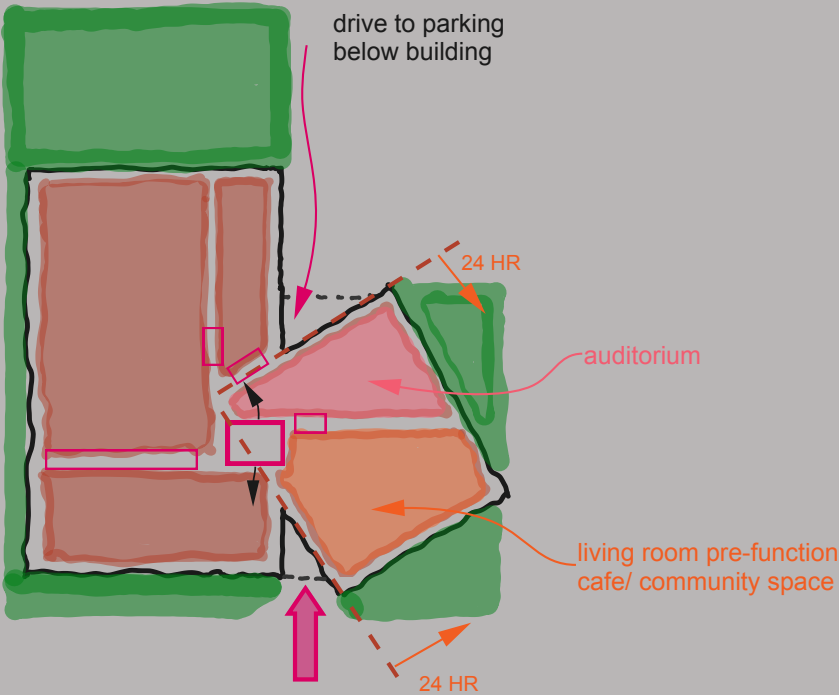 drive to parking
below building
24 HR
auditorium
living room pre-function
cafe/ community space
24 HR